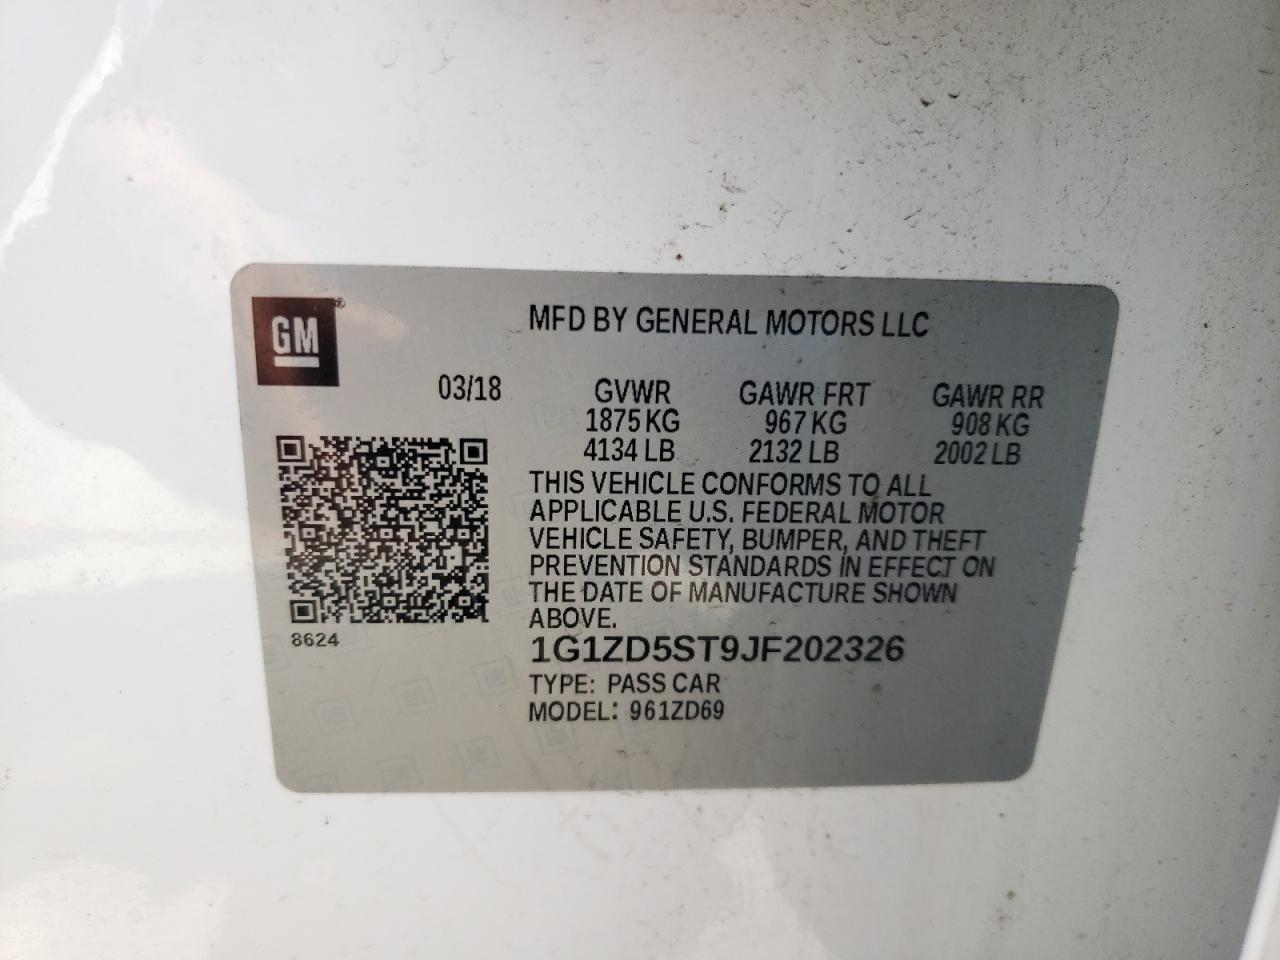 GM®
MFD BY GENERAL MOTORS LLC
03/18 GVWR GAWR FRT GAWR RR
1875 KG 967 KG 908 KG
4134 LB 2132 LB 2002 LB
THIS VEHICLE CONFORMS TO ALL
APPLICABLE U.S. FEDERAL MOTOR
VEHICLE SAFETY, BUMPER, AND THEFT
PREVENTION STANDARDS IN EFFECT ON
THE DATE OF MANUFACTURE SHOWN
ABOVE.
8624
1G1ZD5ST9JF202326
TYPE: PASS CAR
MODEL: 961ZD69